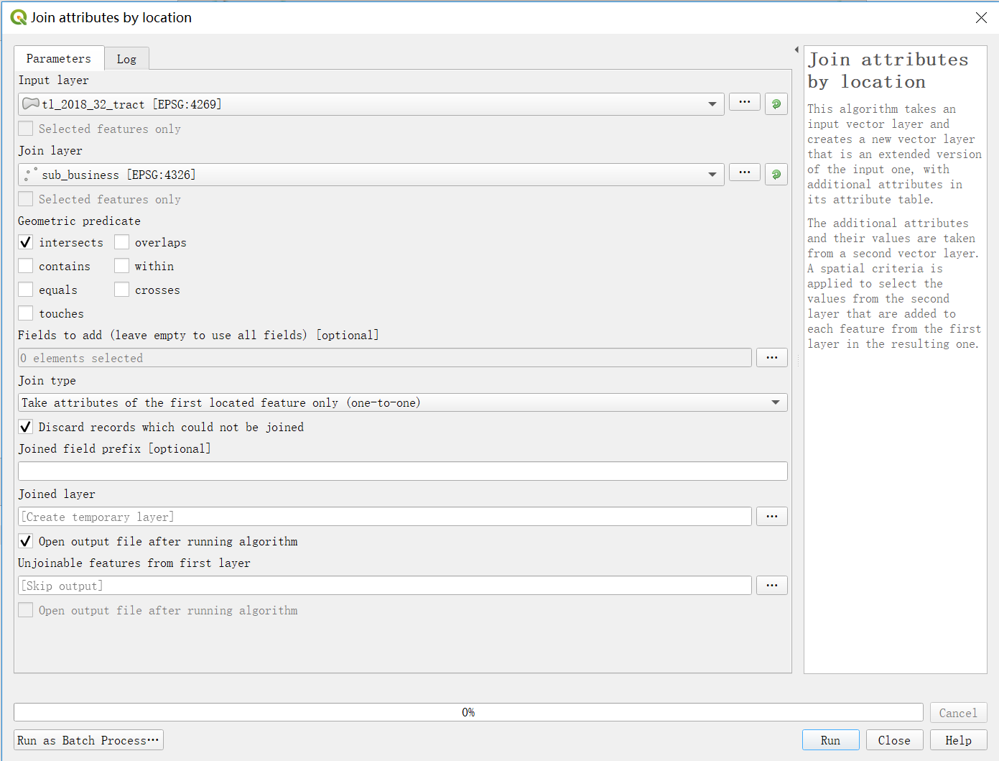 Join attributes by location
Parameters
Log
Input layer
tl_2018_32_tract [EPSG:4269]
...
Selected features only
Join layer
sub_business [EPSG:4326]
...
Selected features only
Geometric predicate
intersects
overlaps
contains
within
equals
crosses
touches
Fields to add (leave empty to use all fields) [optional]
0 elements selected
...
Join type
Take attributes of the first located feature only (one-to-one)
Discard records which could not be joined
Joined field prefix [optional]
Joined layer
[Create temporary layer]
...
Open output file after running algorithm
Unjoinable features from first layer
[Skip output]
...
Open output file after running algorithm
Join attributes
by location
This algorithm takes an
input vector layer and
creates a new vector layer
that is an extended version
of the input one, with
additional attributes in
its attribute table.
The additional attributes
and their values are taken
from a second vector layer.
A spatial criteria is
applied to select the
values from the second
layer that are added to
each feature from the first
layer in the resulting one.
0%
Cancel
Run as Batch Process…
Run
Close
Help